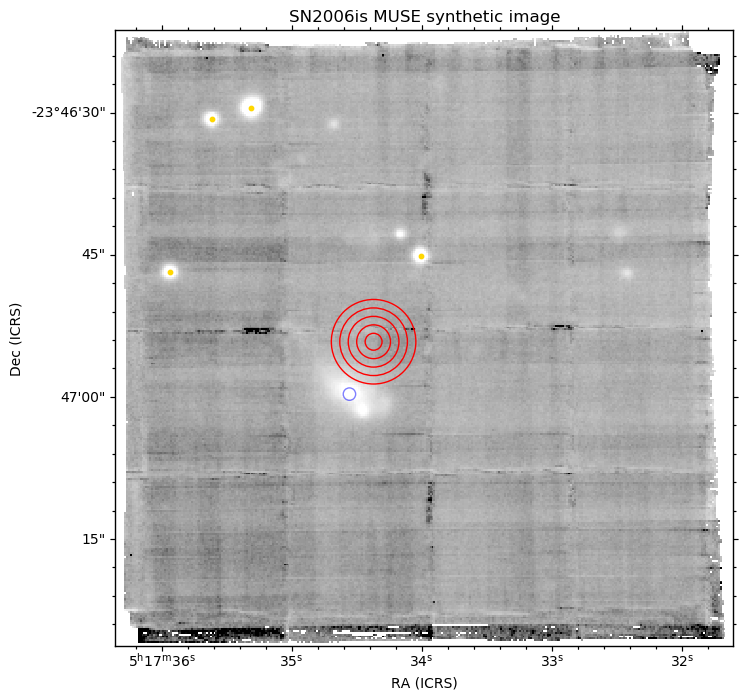 SN2006is MUSE synthetic image
Dec (ICRS)
-23°46'30"
45"
47'00"
15"
5ʰ17ᵐ36ˢ 35ˢ 34ˢ 33ˢ 32ˢ
RA (ICRS)